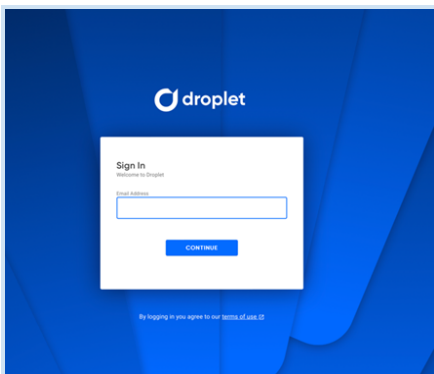 droplet
Sign In
Welcome to Droplet
Email Address
CONTINUE
By logging in you agree to our terms of use